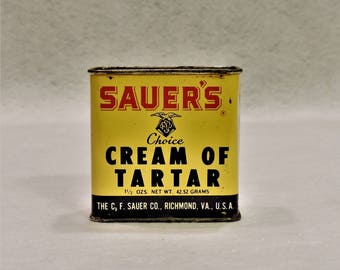 SAUER'S
Choice
CREAM OF
TARTAR
1½ OZS. NET WT. 42.52 GRAMS
THE C. F. SAUER CO., RICHMOND, VA., U.S.A.